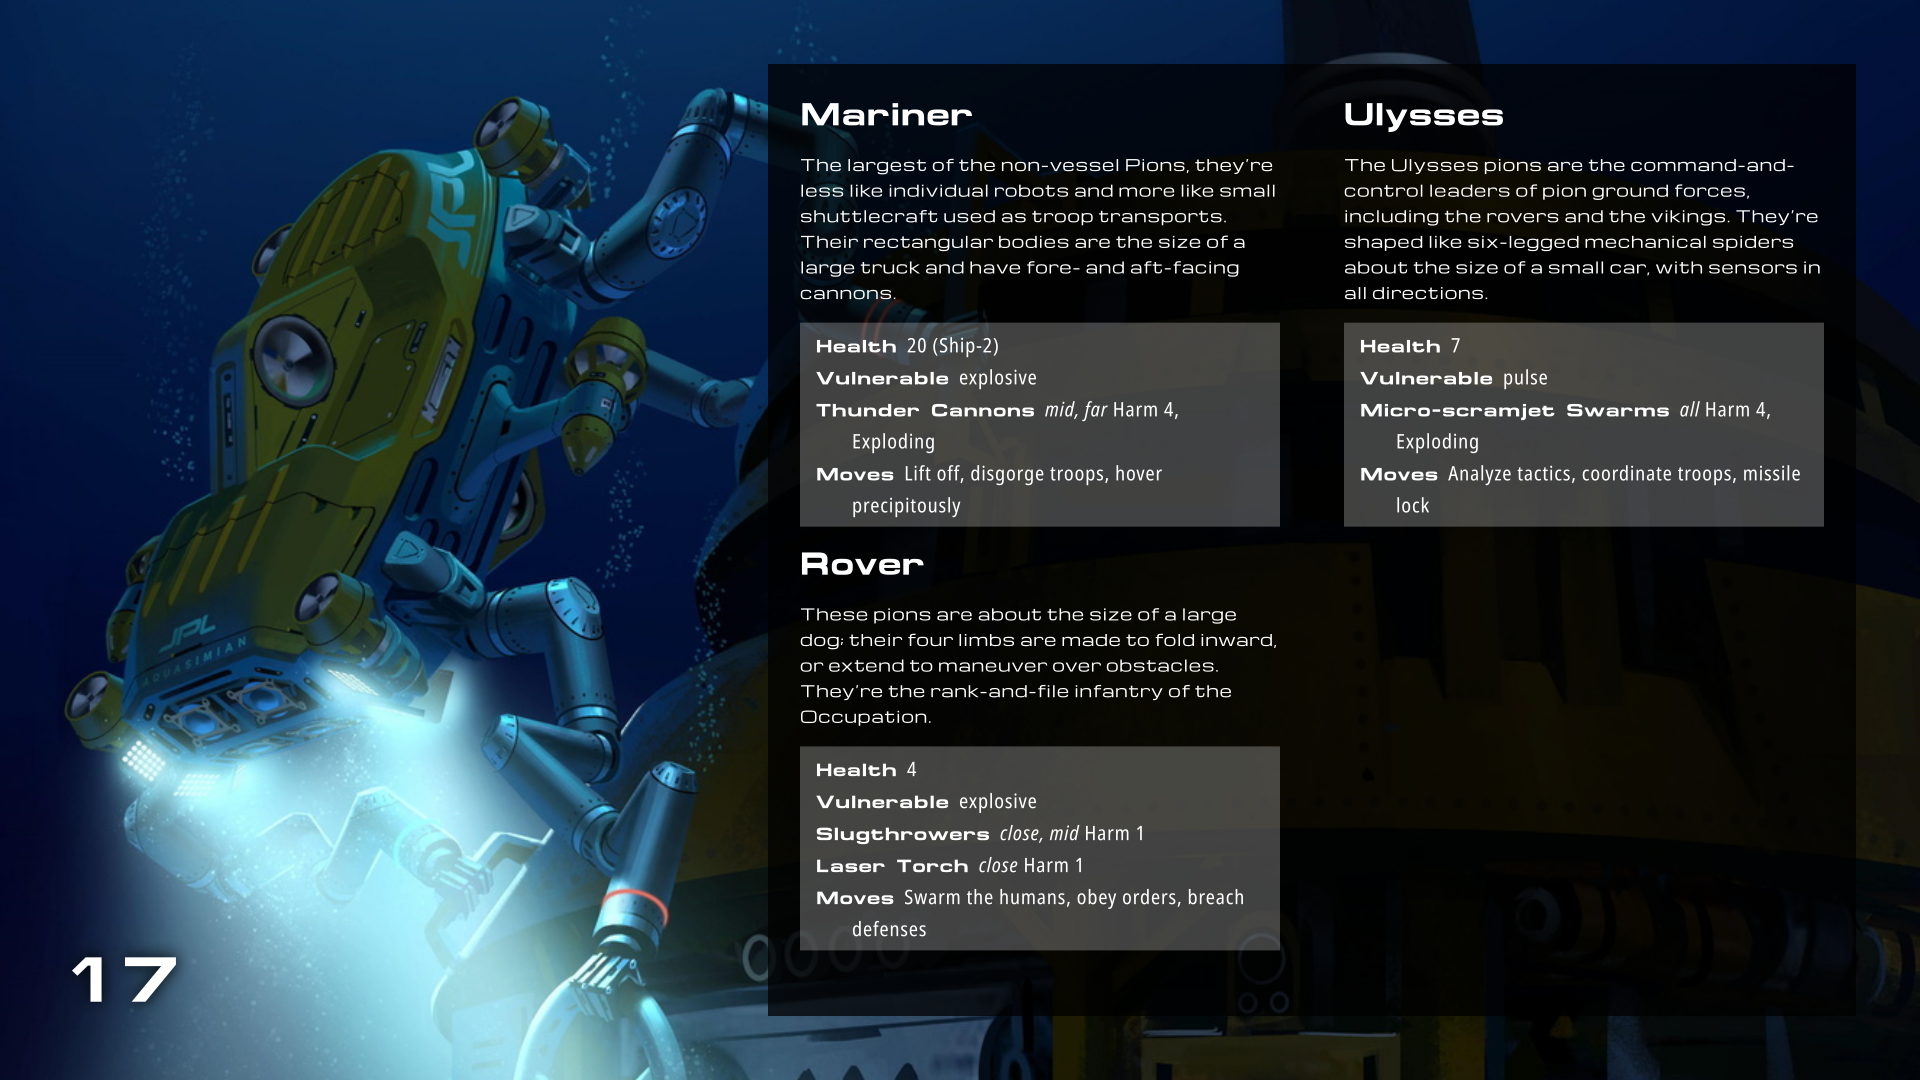 Mariner
The largest of the non-vessel Pions, they're
less like individual robots and more like small
shuttlecraft used as troop transports.
Their rectangular bodies are the size of a
large truck and have fore- and aft-facing
cannons.
Health 20 (Ship-2)
Vulnerable explosive
Thunder Cannons mid, far Harm 4,
Exploding
Moves Lift off, disgorge troops, hover
precipitously
Rover
These pions are about the size of a large
dog; their four limbs are made to fold inward,
or extend to maneuver over obstacles.
They're the rank-and-file infantry of the
Occupation.
Health 4
Vulnerable explosive
Slugthrowers close, mid Harm 1
Laser Torch close Harm 1
Moves Swarm the humans, obey orders, breach
defenses
Ulysses
The Ulysses pions are the command-and-
control leaders of pion ground forces,
including the rovers and the vikings. They're
shaped like six-legged mechanical spiders
about the size of a small car, with sensors in
all directions.
Health 7
Vulnerable pulse
Micro-scramjet Swarms all Harm 4,
Exploding
Moves Analyze tactics, coordinate troops, missile
lock
JPL
JPL
AQUASIMIAN
17